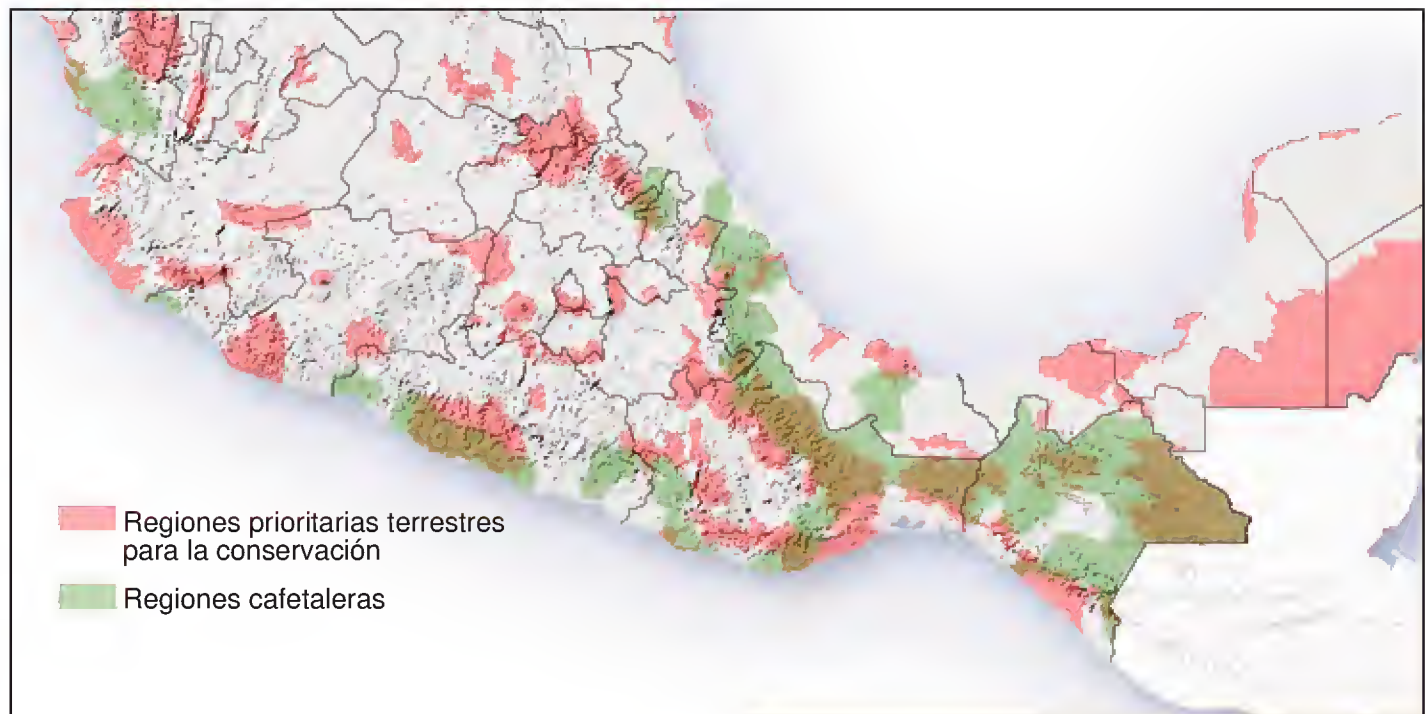 Regiones prioritarias terrestres
para la conservación
Regiones cafetaleras